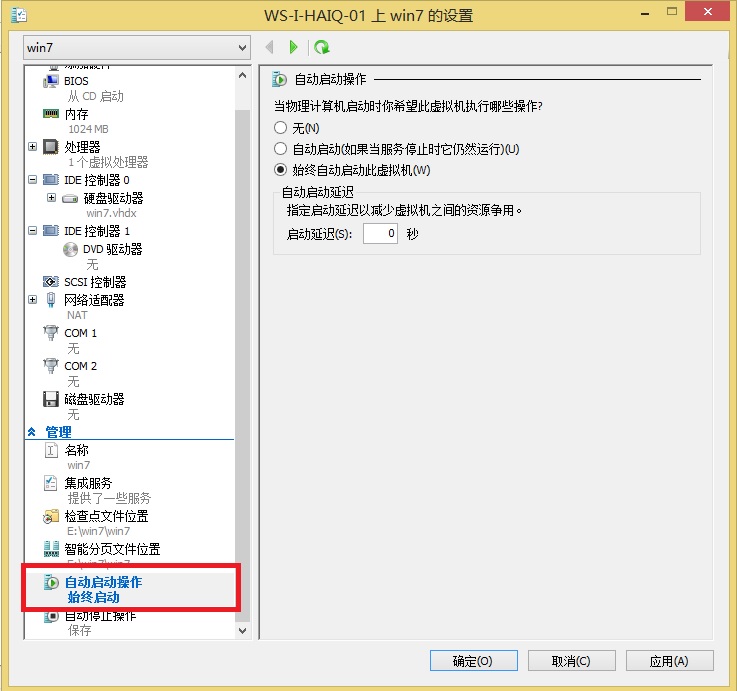 WS-I-HAIQ-01 上 win7 的设置
win7
BIOS
从 CD 启动
内存
1024 MB
处理器
1 个虚拟处理器
IDE 控制器 0
硬盘驱动器
win7.vhdx
IDE 控制器 1
DVD 驱动器
无
SCSI 控制器
网络适配器
NAT
COM 1
无
COM 2
无
磁盘驱动器
无
管理
名称
win7
集成服务
提供了一些服务
检查点文件位置
E:\win7\win7
智能分页文件位置
E:\win7\win7
自动启动操作
始终启动
自动停止操作
保存
自动启动操作
当物理计算机启动时你希望此虚拟机执行哪些操作?
无(N)
自动启动(如果当服务停止时它仍然运行)(U)
始终自动启动此虚拟机(W)
自动启动延迟
指定启动延迟以减少虚拟机之间的资源争用。
启动延迟(S): 0 秒
确定(O) 取消(C) 应用(A)